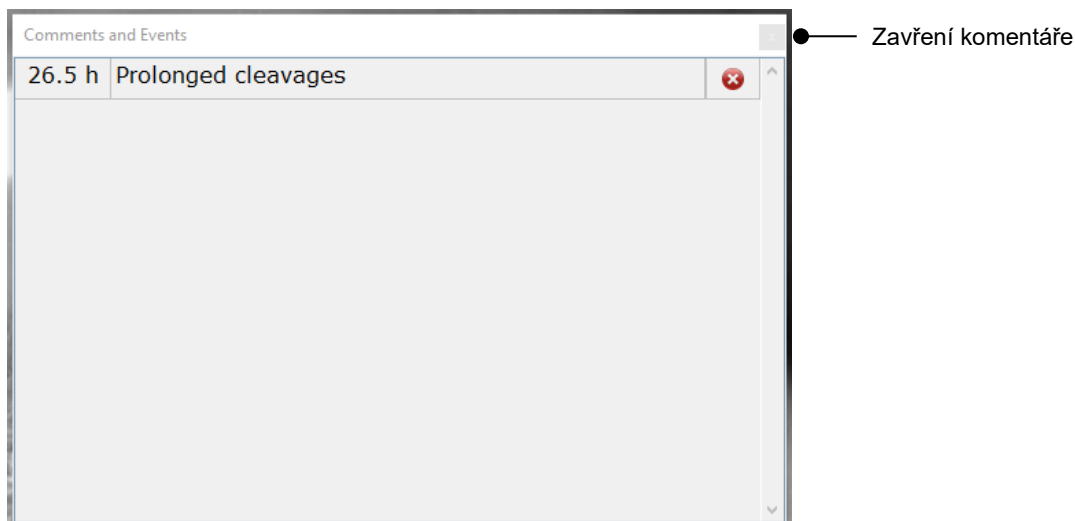 Comments and Events
Zavření komentáře
26.5 h Prolonged cleavages